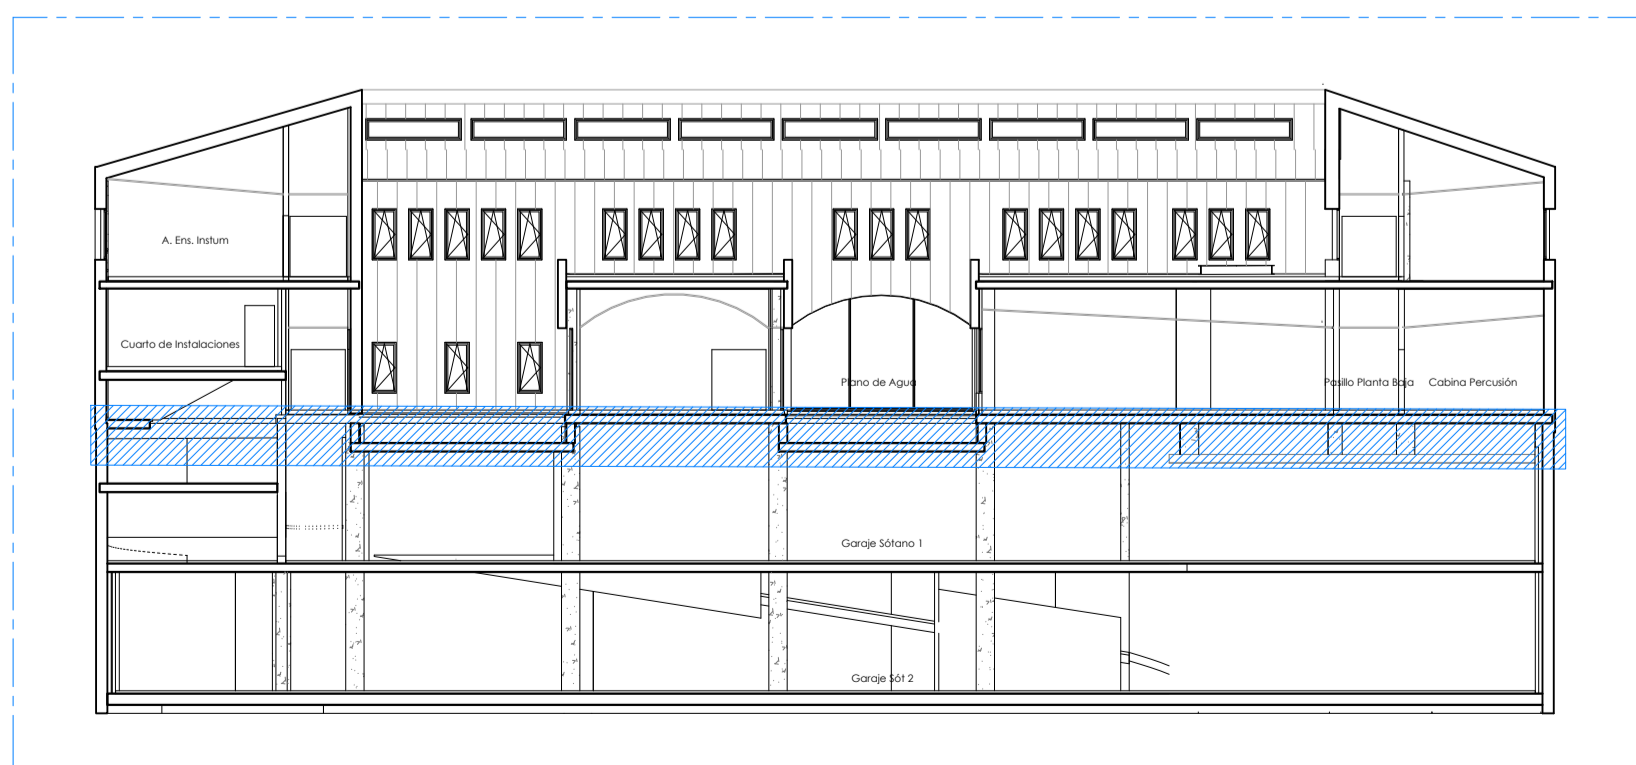 A. Ens. Instum
Cuarto de Instalaciones
Plano de Agua
Pasillo Planta Baja
Cabina Percusión
Garaje Sótano 1
Garaje Sót 2